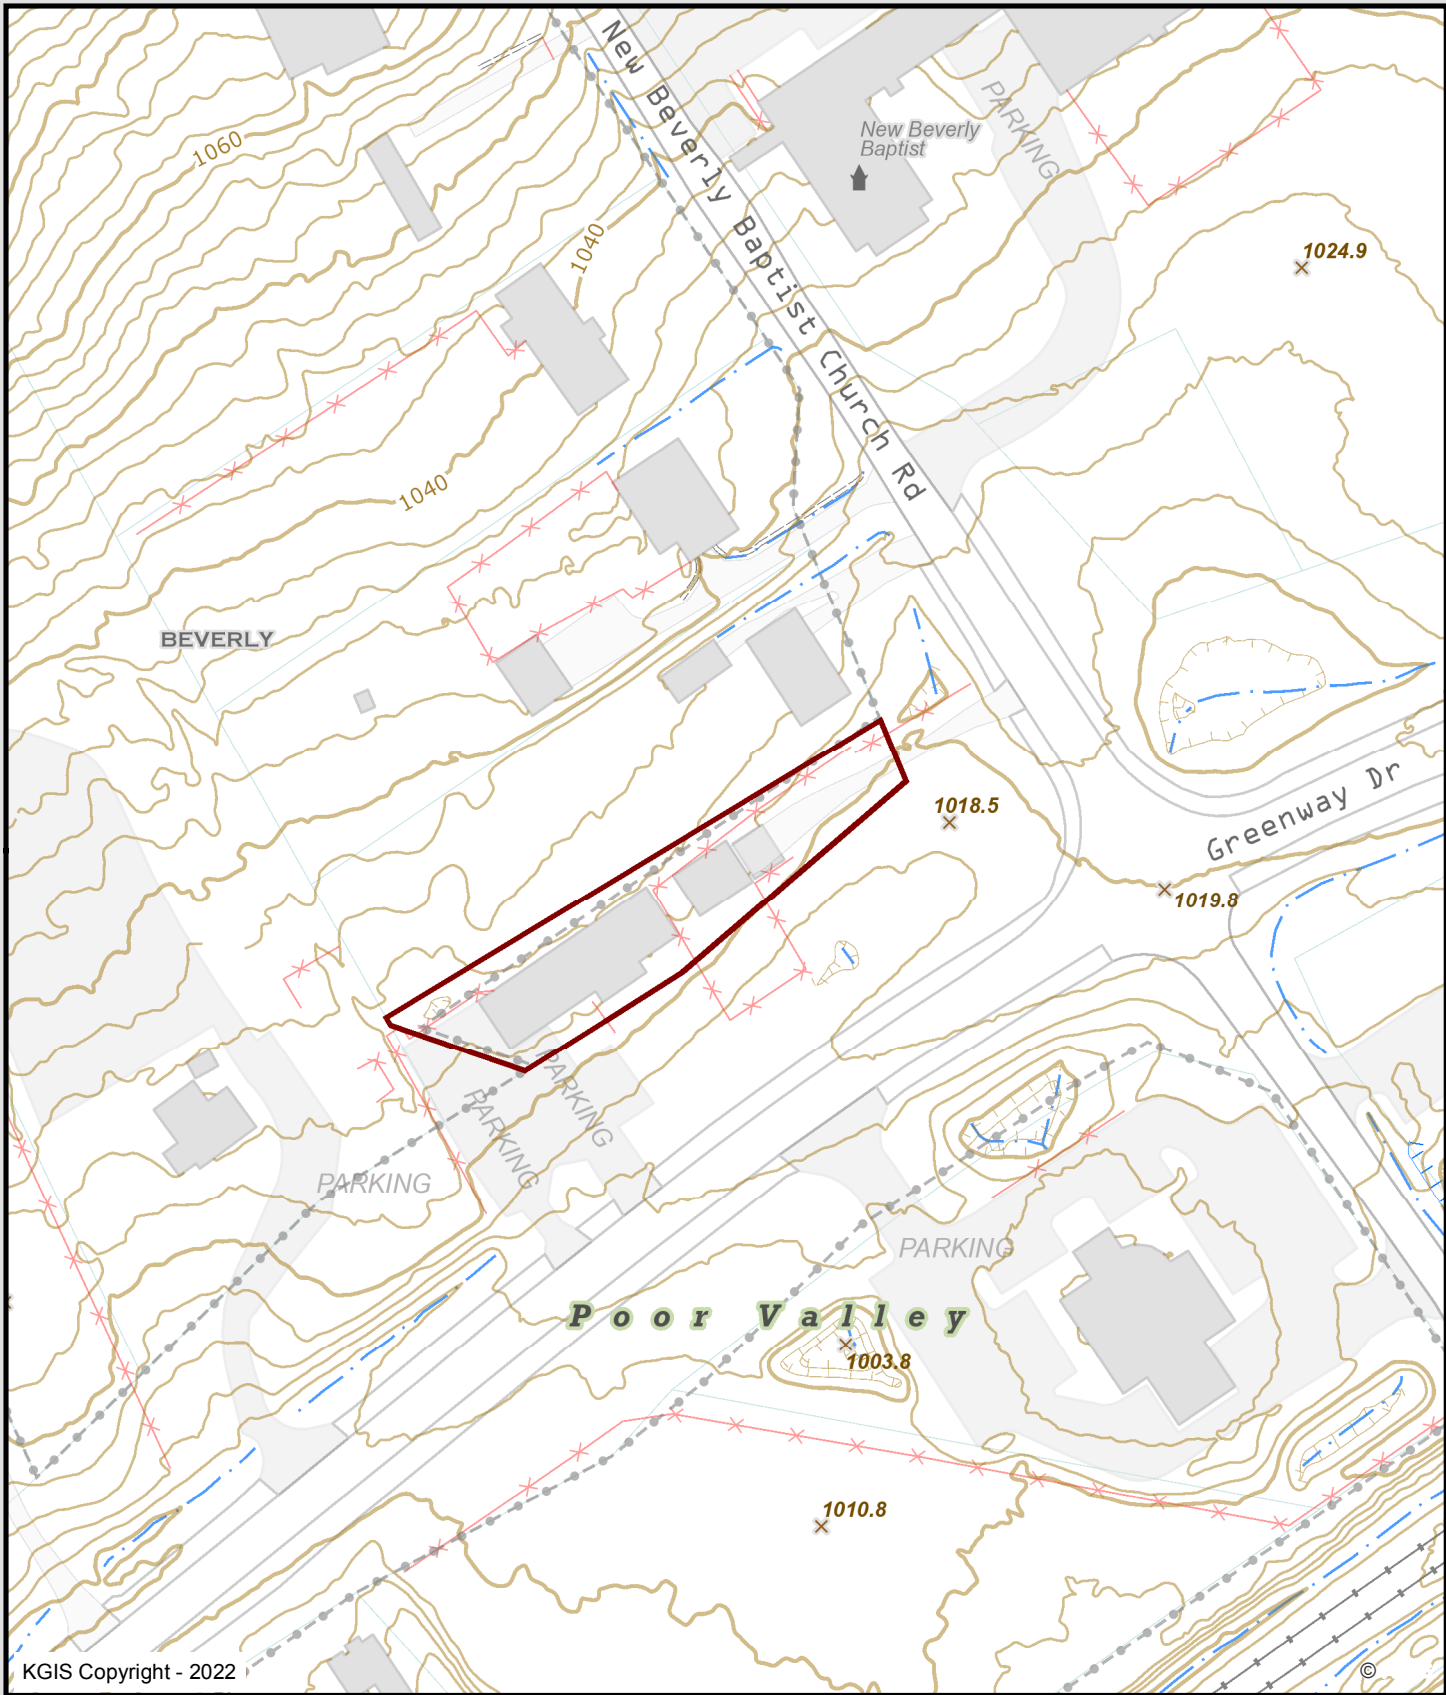 New Beverly Baptist Church Rd
1060
PARKING
New Beverly
Baptist
1040
1024.9
1040
BEVERLY
1018.5
Greenway Dr
1019.8
PARKING
PARKING
PARKING
PARKING
Poor Valley
1003.8
1010.8
KGIS Copyright - 2022
©